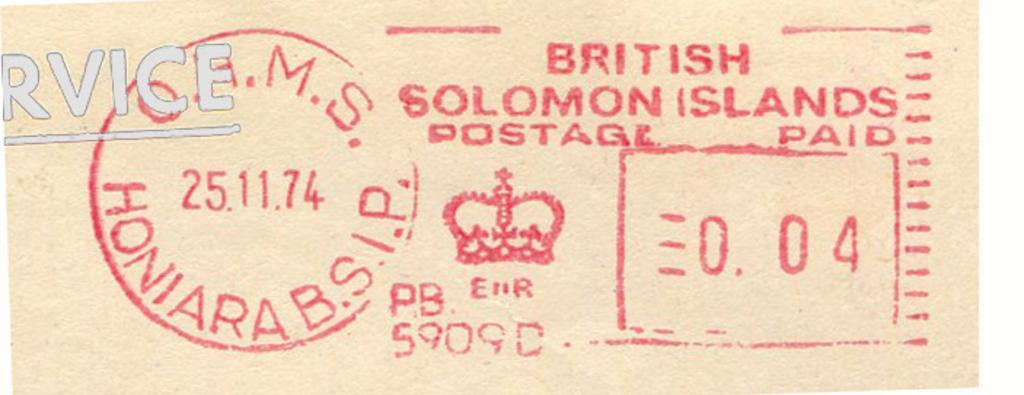 RVICE
O.H.M.S.
25.11.74
HONIARA B.S.I.P.
BRITISH
SOLOMON ISLANDS
POSTAGE PAID
EIIR
P.B.
5909D
0.04